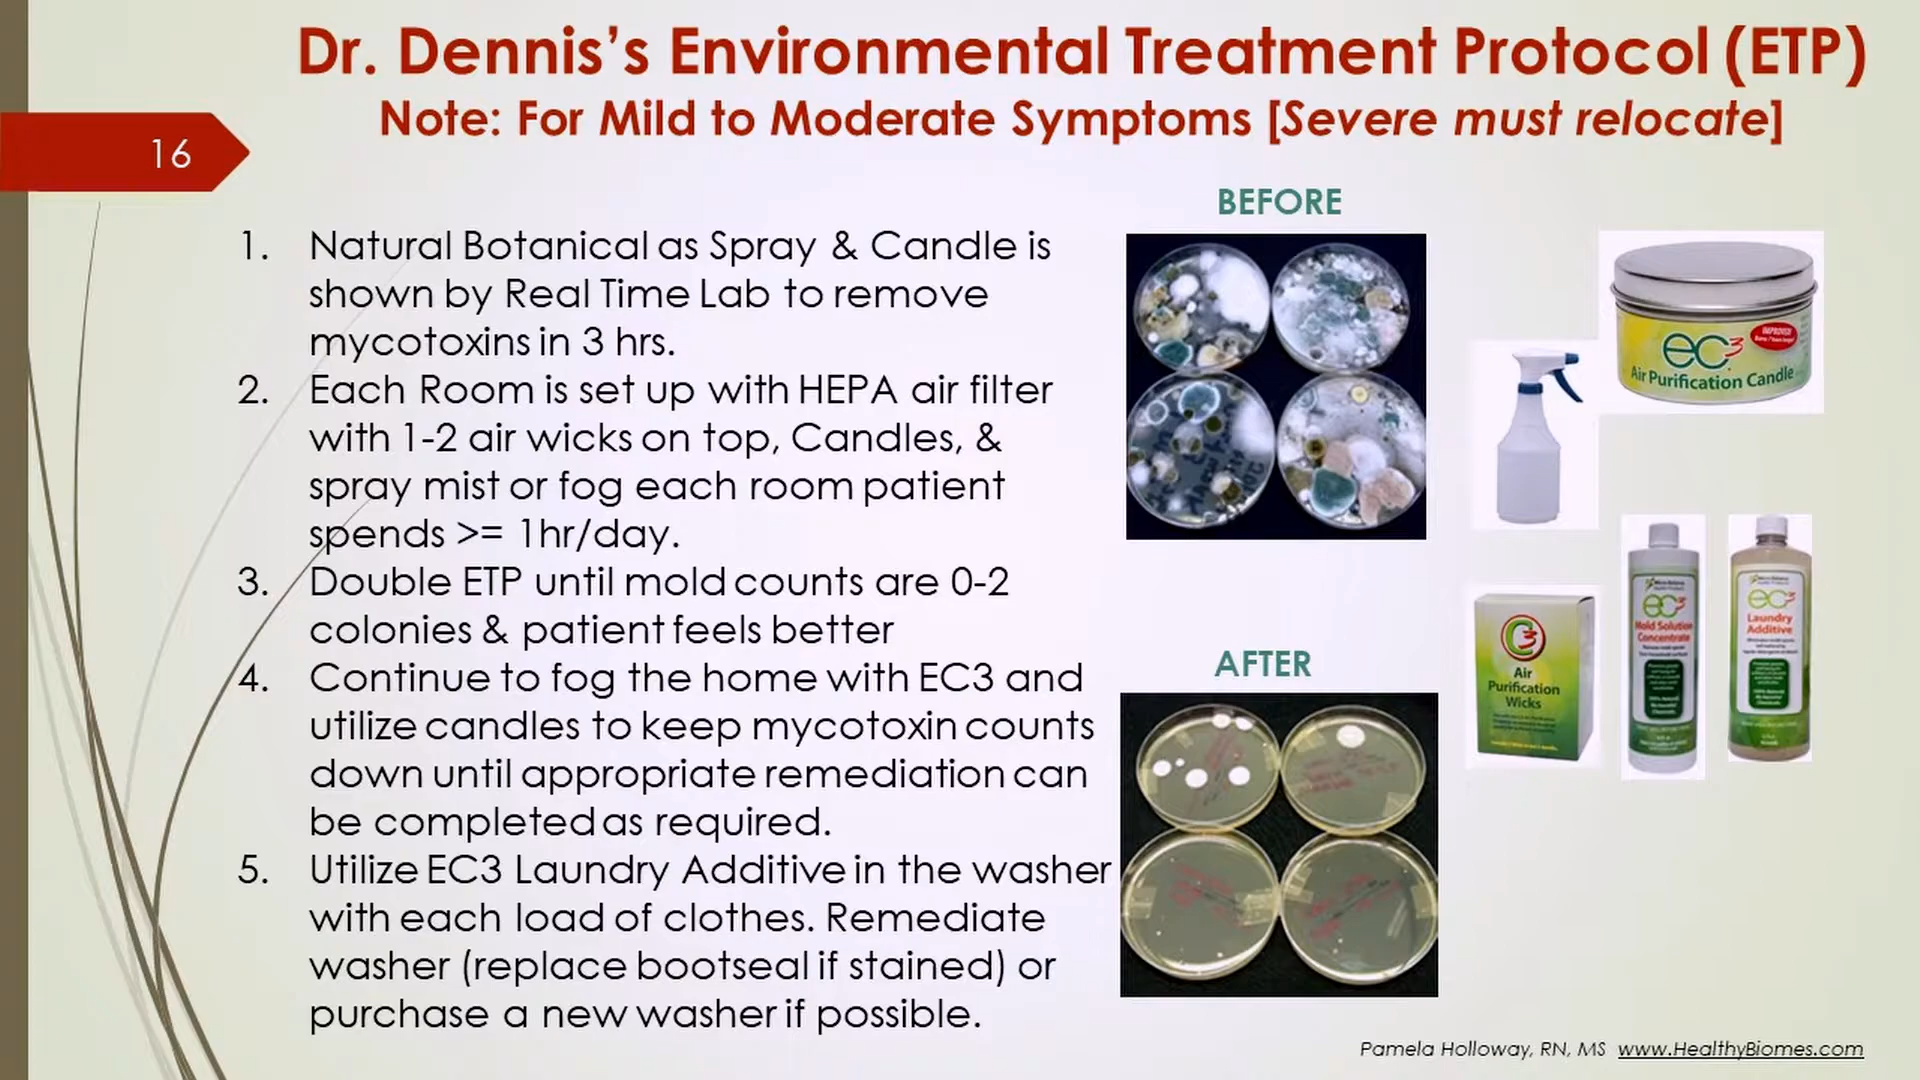 Dr. Dennis's Environmental Treatment Protocol (ETP)
Note: For Mild to Moderate Symptoms [Severe must relocate]
16
1. Natural Botanical as Spray & Candle is
shown by Real Time Lab to remove
mycotoxins in 3 hrs.
2. Each Room is set up with HEPA air filter
with 1-2 air wicks on top, Candles, &
spray mist or fog each room patient
spends >= 1hr/day.
3. Double ETP until mold counts are 0-2
colonies & patient feels better
4. Continue to fog the home with EC3 and
utilize candles to keep mycotoxin counts
down until appropriate remediation can
be completed as required.
5. Utilize EC3 Laundry Additive in the washer
with each load of clothes. Remediate
washer (replace bootseal if stained) or
purchase a new washer if possible.
BEFORE
AFTER
ec3
IMPROVED!
Air Purification Candle
Air
Purification
Wicks
EC3
Mold Solution
Concentrate
EC3
Laundry
Additive
Pamela Holloway, RN, MS www.HealthyBiomes.com